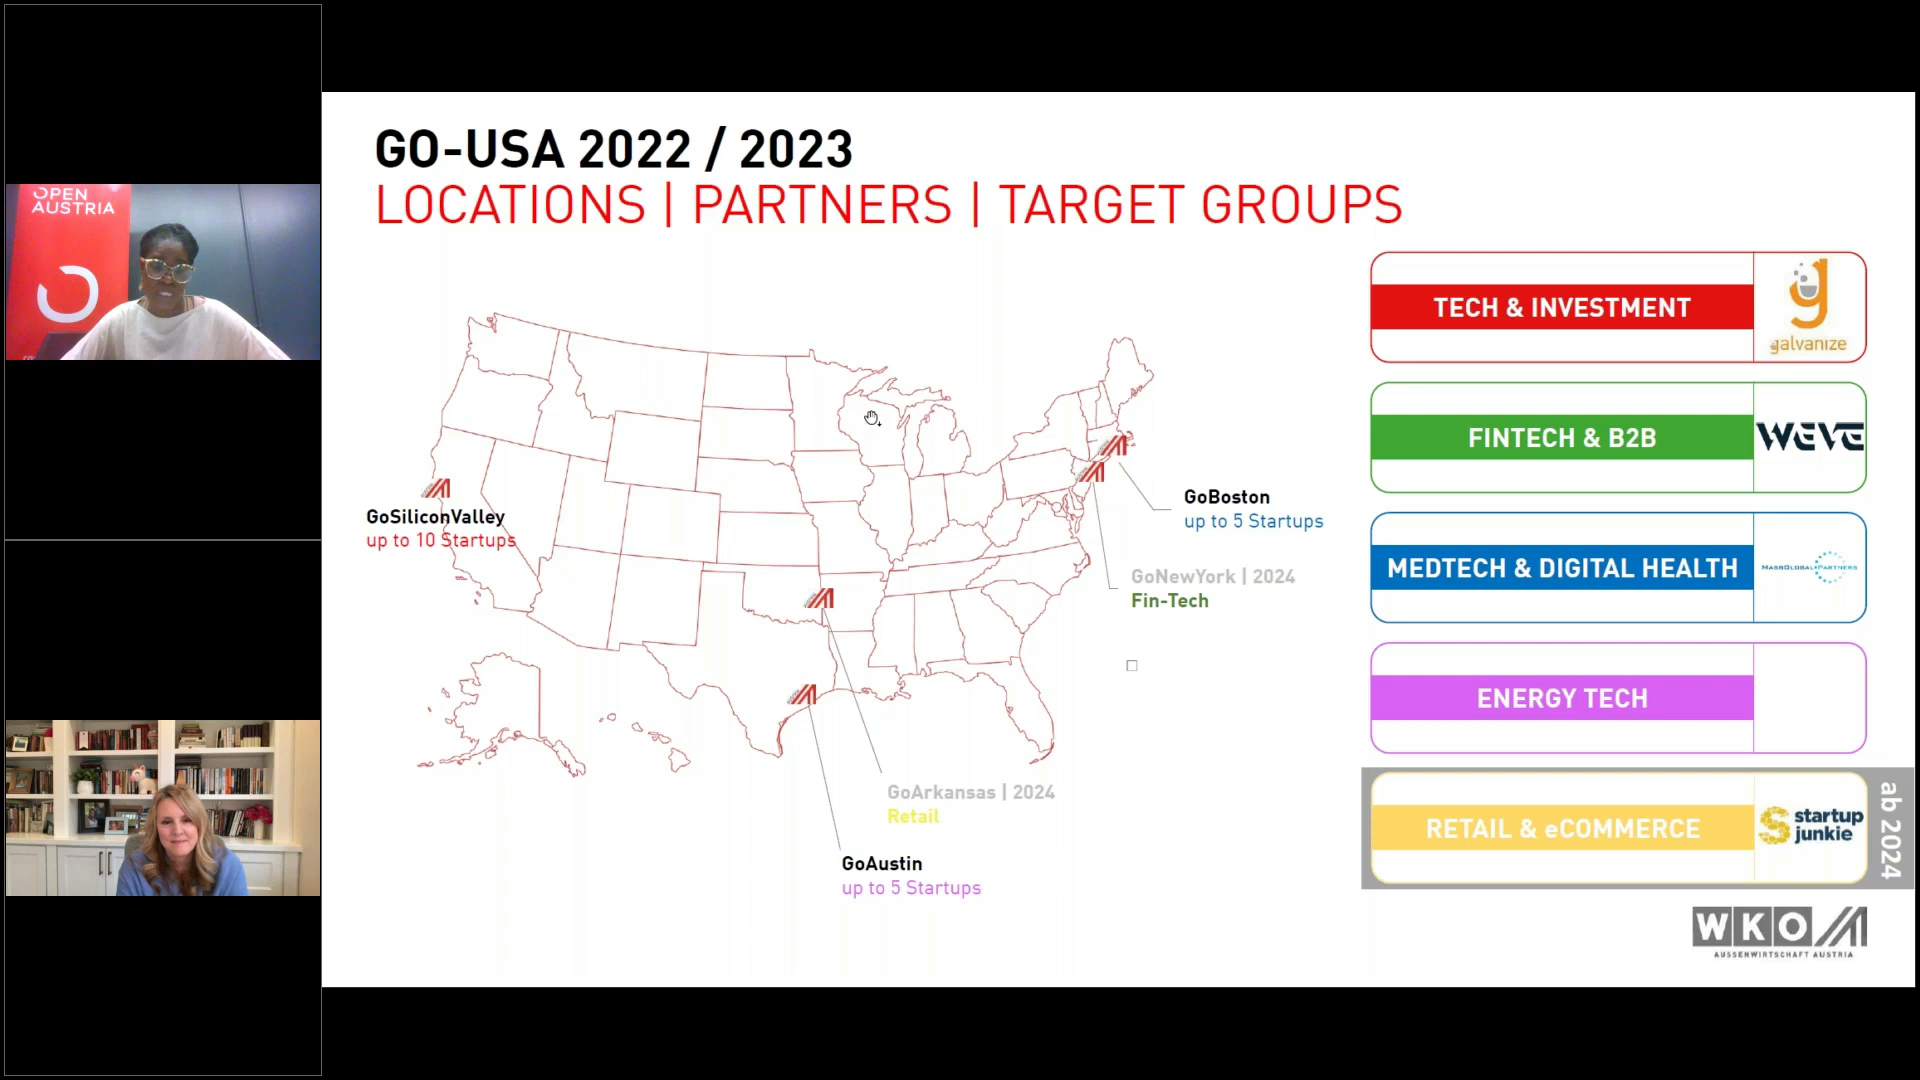 OPEN
AUSTRIA
GO-USA 2022 / 2023
LOCATIONS | PARTNERS | TARGET GROUPS
GoSiliconValley
up to 10 Startups
GoBoston
up to 5 Startups
GoNewYork | 2024
Fin-Tech
GoArkansas | 2024
Retail
GoAustin
up to 5 Startups
TECH & INVESTMENT
galvanize
FINTECH & B2B
WEVE
MEDTECH & DIGITAL HEALTH
MASSGLOBALPARTNERS
ENERGY TECH
RETAIL & eCOMMERCE
startup
junkie
ab 2024
WKO
AUSSENWIRTSCHAFT AUSTRIA